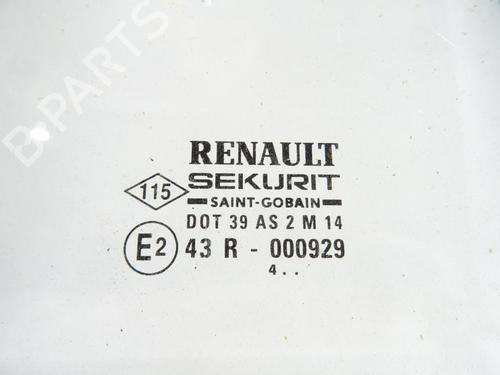 B-PARTS
RENAULT
SEKURIT
SAINT-GOBAIN
115
DOT 39 AS 2 M 14
E2 43 R - 000929
4..